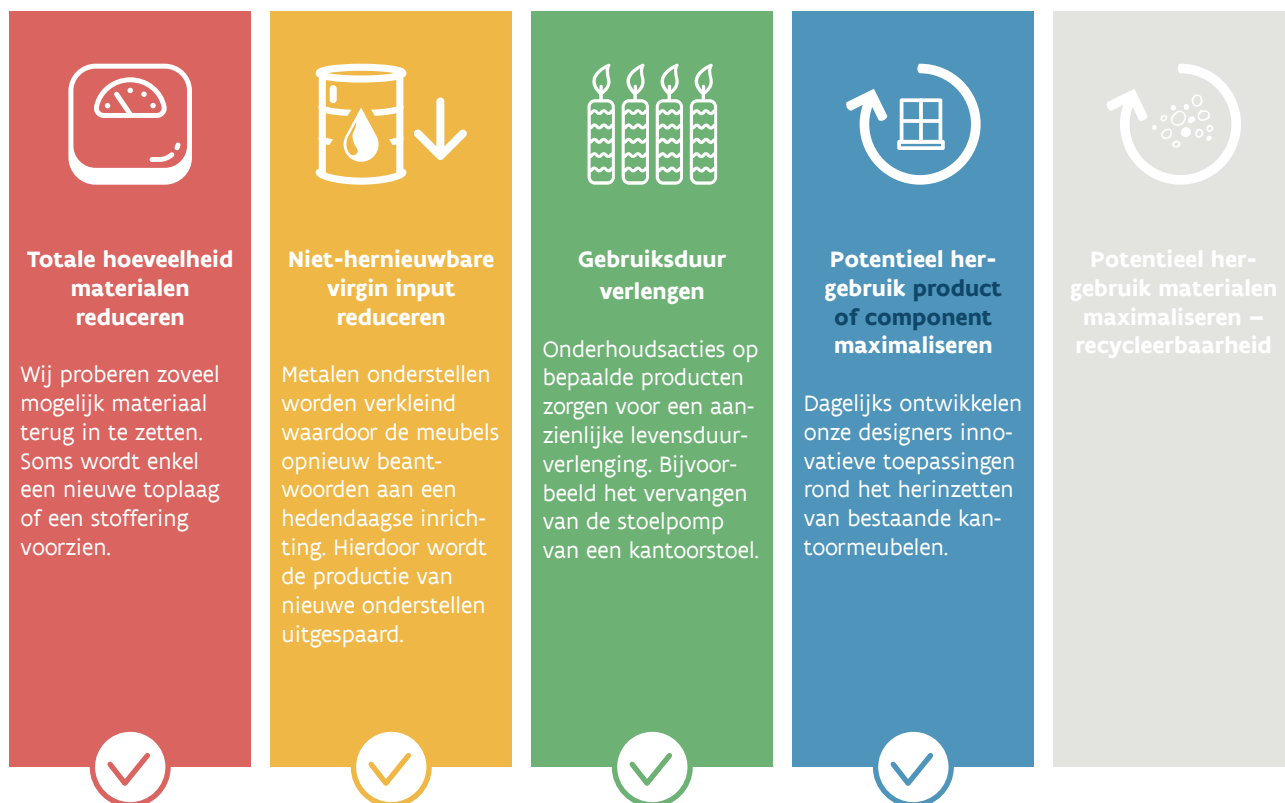 Totale hoeveelheid
materialen
reduceren
Wij proberen zoveel
mogelijk materiaal
terug in te zetten.
Soms wordt enkel
een nieuwe toplaag
of een stoffering
voorzien.
Niet-hernieuwbare
virgin input
reduceren
Metalen onderstellen
worden verkleind
waardoor de meubels
opnieuw beant-
woorden aan een
hedendaagse inrich-
ting. Hierdoor wordt
de productie van
nieuwe onderstellen
uitgespaard.
Gebruiksduur
verlengen
Onderhoudsacties op
bepaalde producten
zorgen voor een aan-
zienlijke levensduur-
verlenging. Bijvoor-
beeld het vervangen
van de stoelpomp
van een kantoorstoel.
Potentieel her-
gebruik product
of component
maximaliseren
Dagelijks ontwikkelen
onze designers inno-
vatieve toepassingen
rond het herinzetten
van bestaande kan-
toormeubelen.
Potentieel her-
gebruik materialen
maximaliseren –
recycleerbaarheid